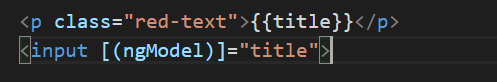 <p class="red-text">{{title}}</p>
<input [(ngModel)]="title">